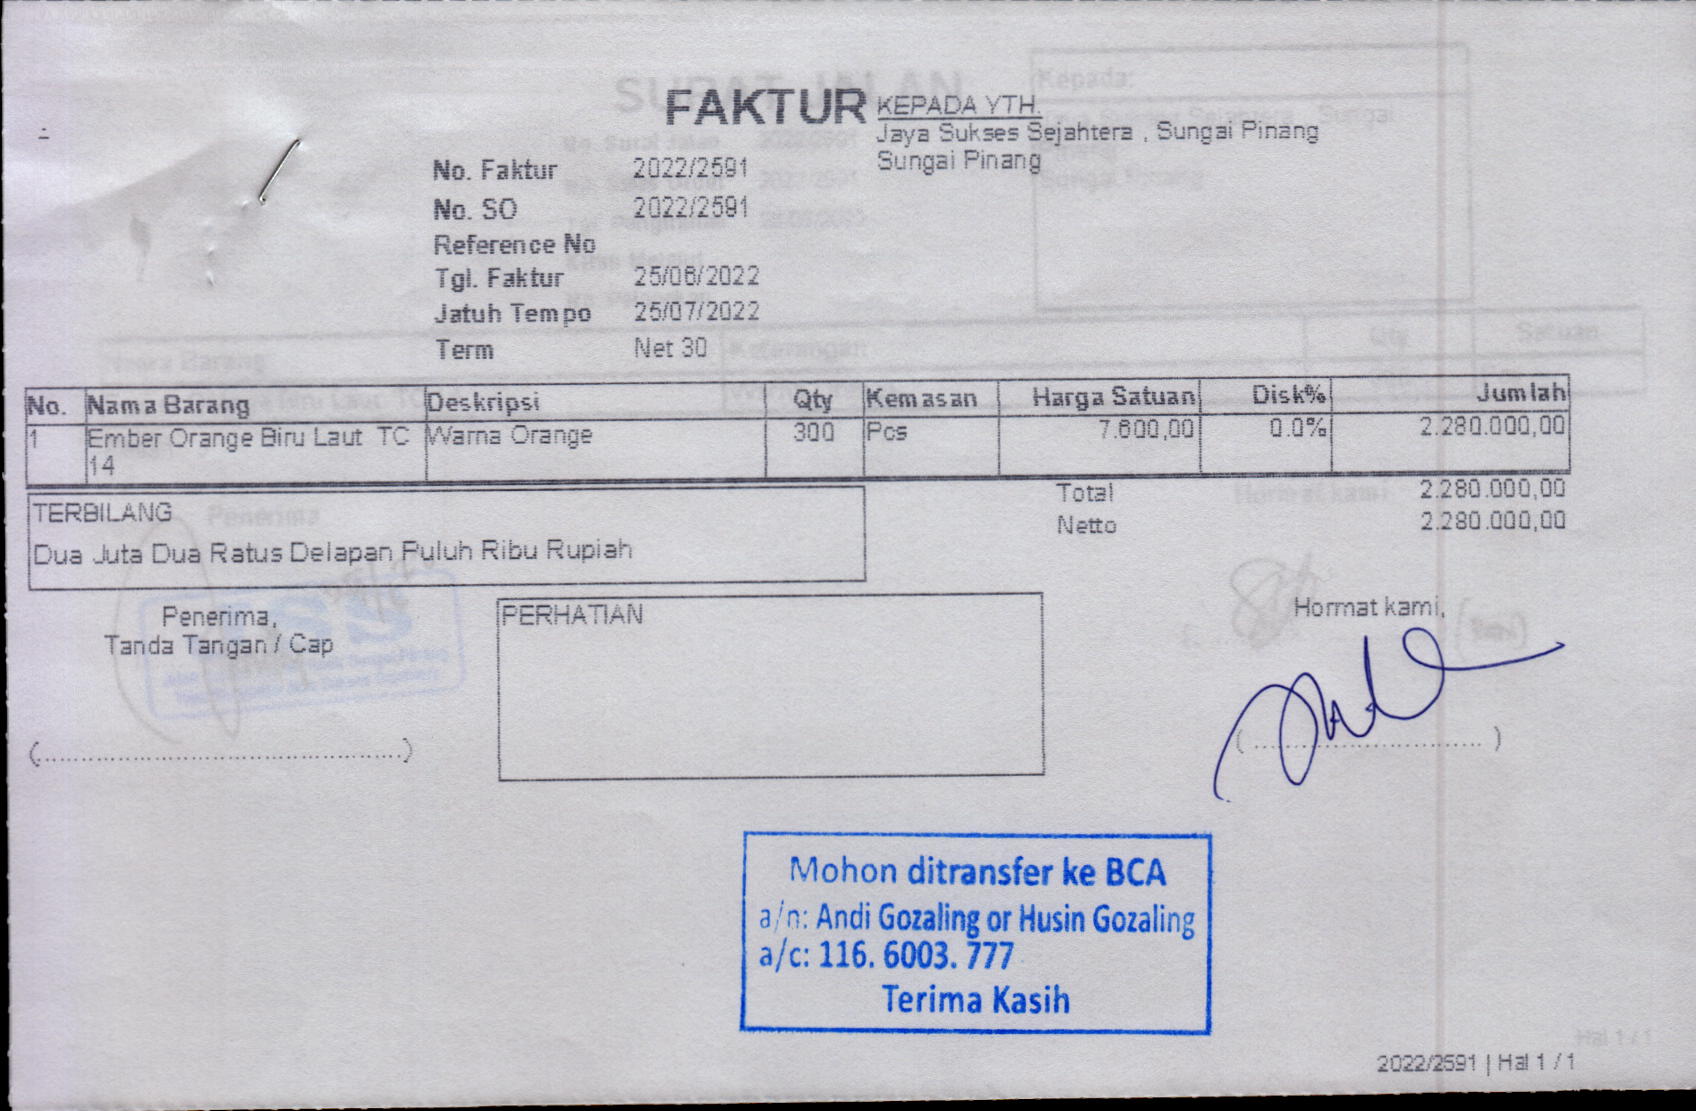 FAKTUR
KEPADA YTH.
Jaya Sukses Sejahtera , Sungai Pinang
Sungai Pinang
No. Faktur 2022/2591
No. SO 2022/2591
Reference No
Tgl. Faktur 25/06/2022
Jatuh Tempo 25/07/2022
Term Net 30
No. Nama Barang Deskripsi Qty Kemasan Harga Satuan Disk% Jumlah
1 Ember Orange Biru Laut TC 14 Warna Orange 300 Pcs 7.600,00 0.0% 2.280.000,00
Total 2.280.000,00
Netto 2.280.000,00
TERBILANG
Dua Juta Dua Ratus Delapan Puluh Ribu Rupiah
Penerima,
Tanda Tangan / Cap
(............................................)
PERHATIAN
Hormat kami,
( ............................ )
Mohon ditransfer ke BCA
a/n: Andi Gozaling or Husin Gozaling
a/c: 116. 6003. 777
Terima Kasih
2022/2591 | Hal 1 / 1